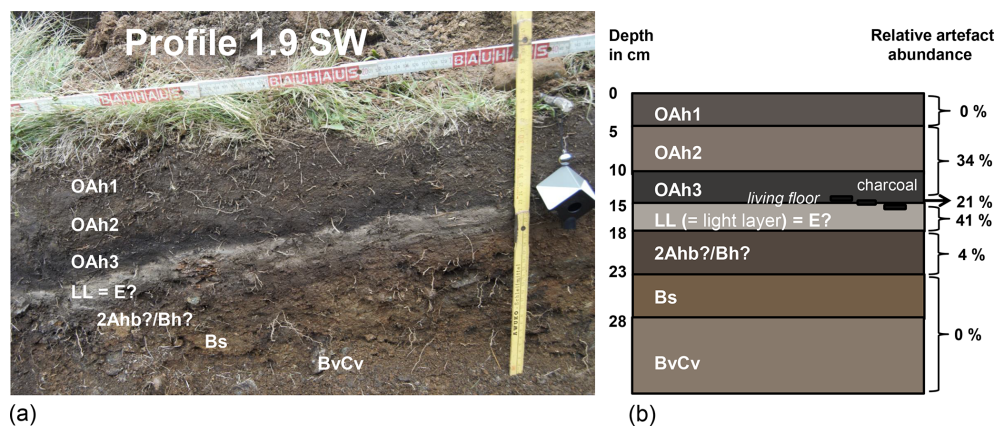 Profile 1.9 SW
BAUHAUS
BAUHAUS
BAUHAUS
OAh1
OAh2
OAh3
LL = E?
2Ahb?/Bh?
Bs
BvCv
(a)
Depth
in cm
Relative artefact
abundance
0
OAh1
0 %
5
OAh2
34 %
10
OAh3
charcoal
living floor
21 %
15
LL (= light layer) = E?
41 %
18
2Ahb?/Bh?
4 %
23
Bs
28
0 %
BvCv
(b)